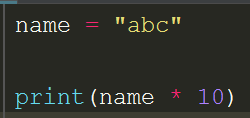 name = "abc"
print(name * 10)